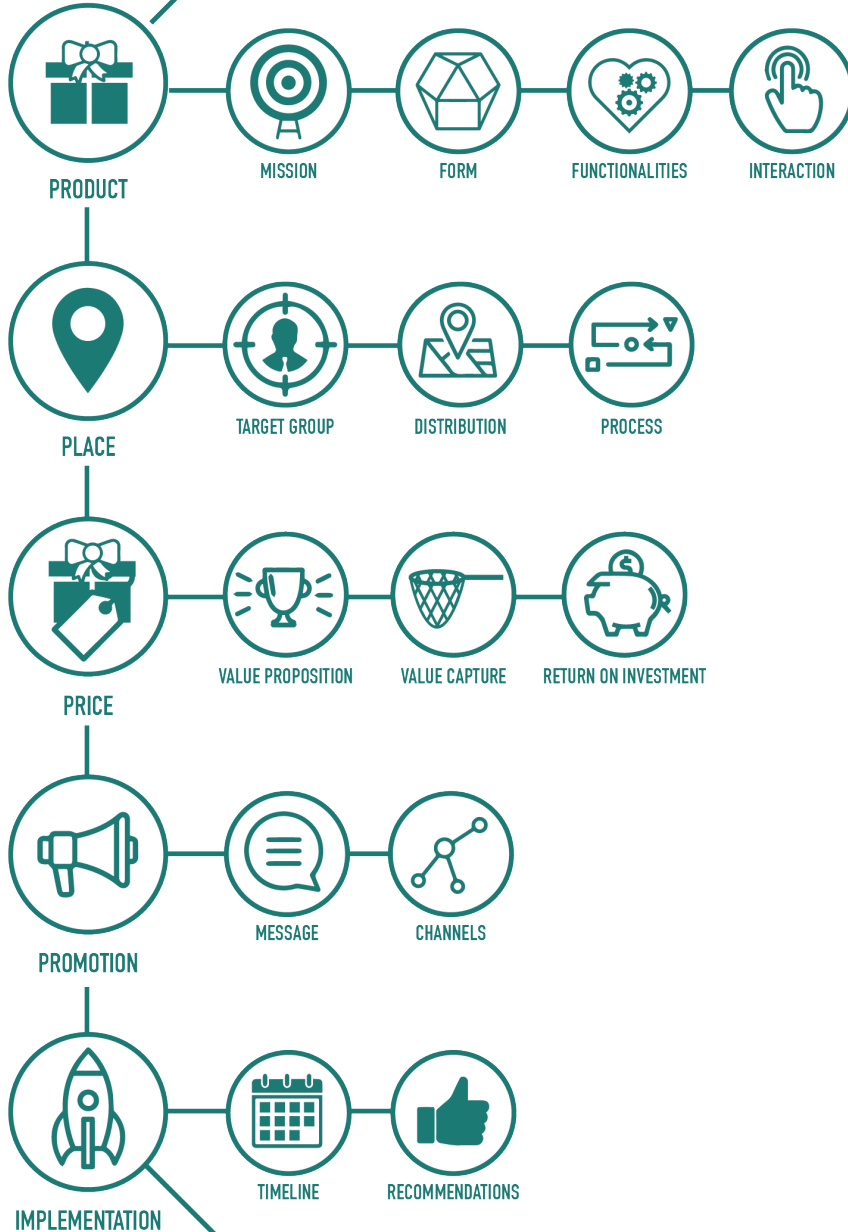 MISSION
FORM
FUNCTIONALITIES
INTERACTION
PRODUCT
TARGET GROUP
DISTRIBUTION
PROCESS
PLACE
VALUE PROPOSITION
VALUE CAPTURE
RETURN ON INVESTMENT
$
PRICE
MESSAGE
CHANNELS
PROMOTION
TIMELINE
RECOMMENDATIONS
IMPLEMENTATION